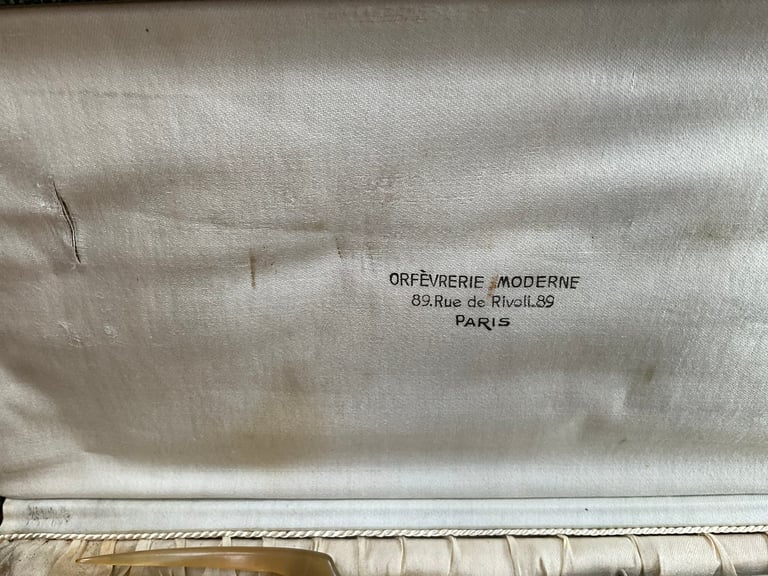 ORFÈVRERIE MODERNE
89.Rue de Rivoli.89
PARIS